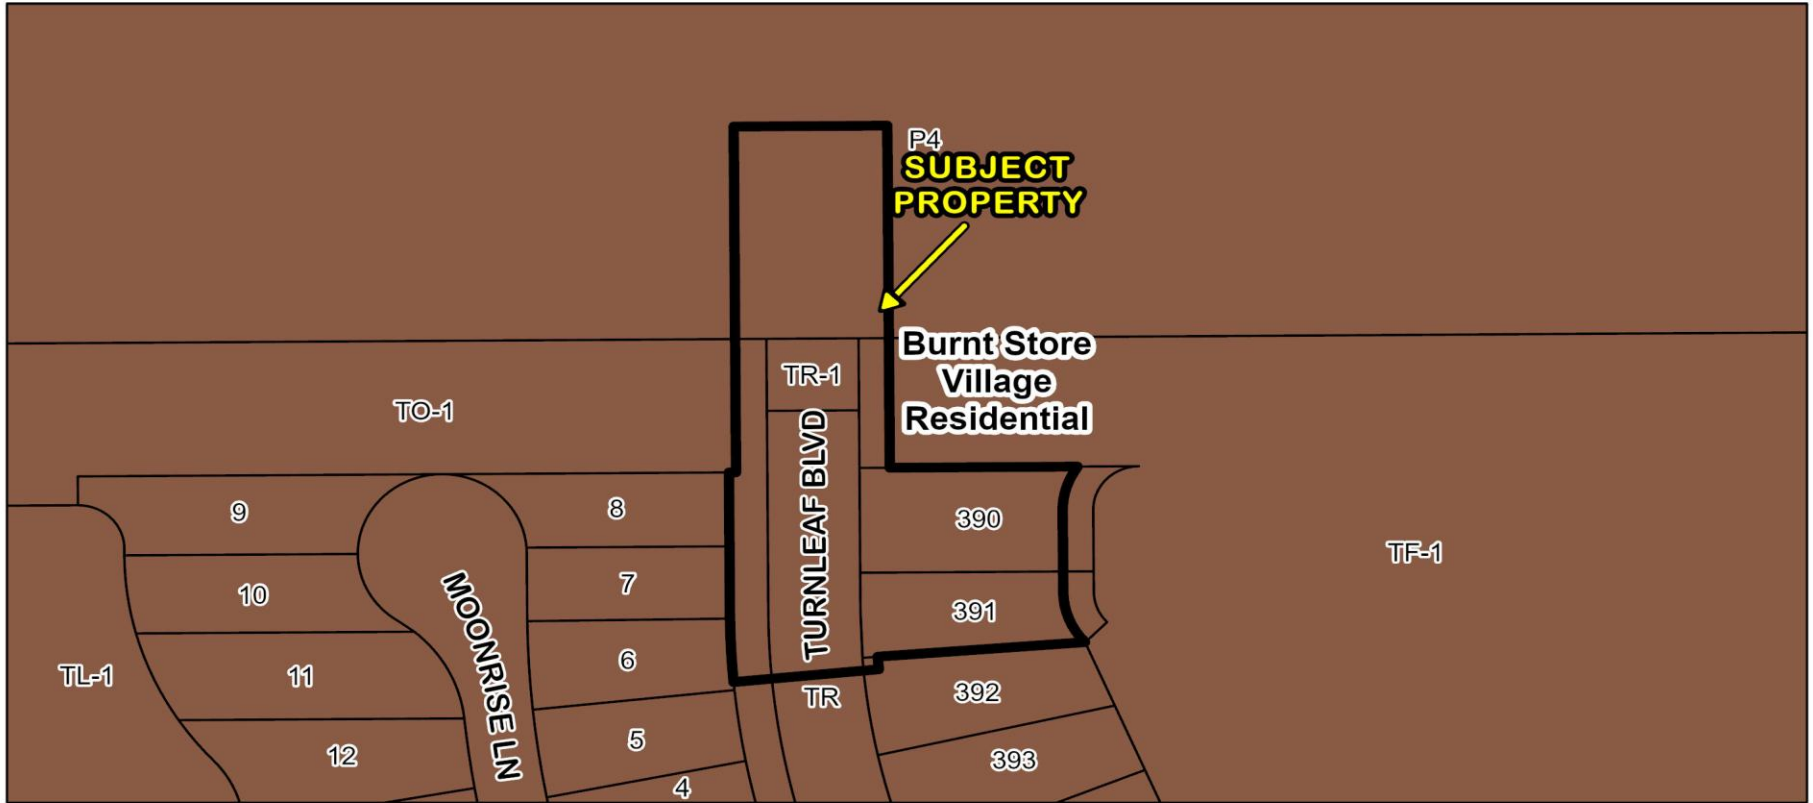 P4
SUBJECT
PROPERTY
Burnt Store
Village
Residential
TR-1
TO-1
TURNLEAF BLVD
9
8
390
TF-1
10
7
391
MOONRISE LN
TL-1
11
6
TR
392
12
5
393
4